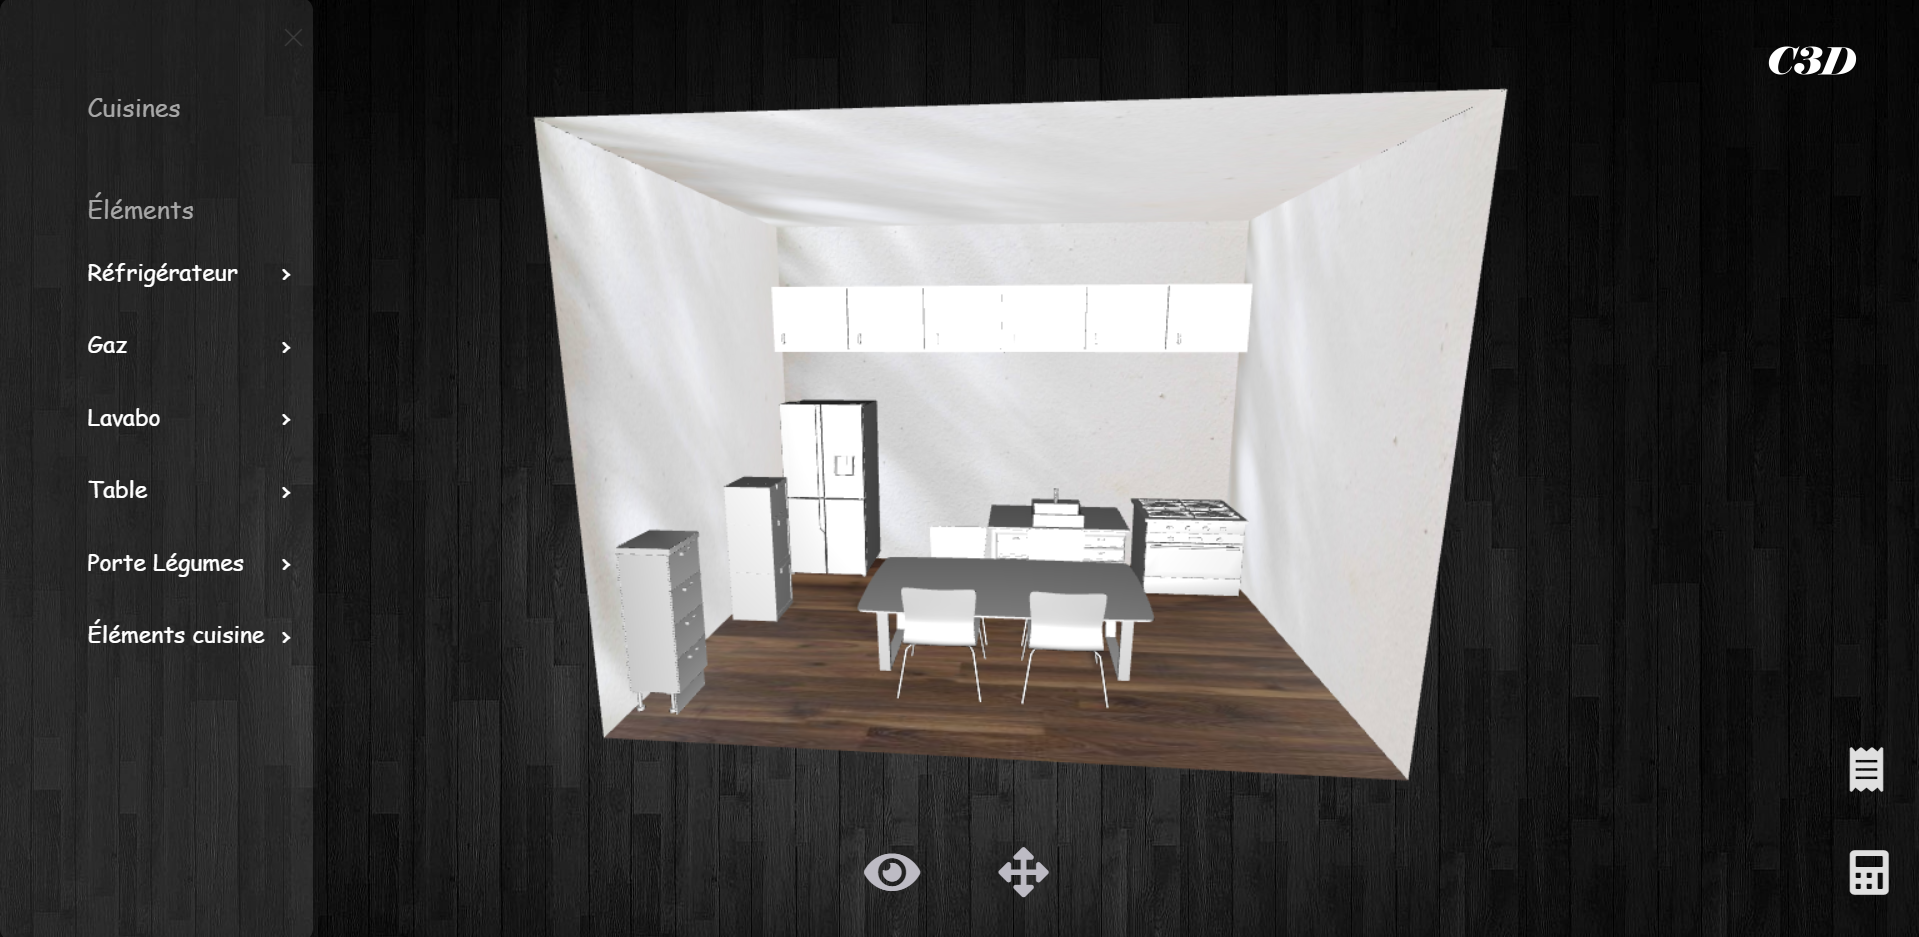 Cuisines
Éléments
Réfrigérateur
Gaz
Lavabo
Table
Porte Légumes
Éléments cuisine
C3D